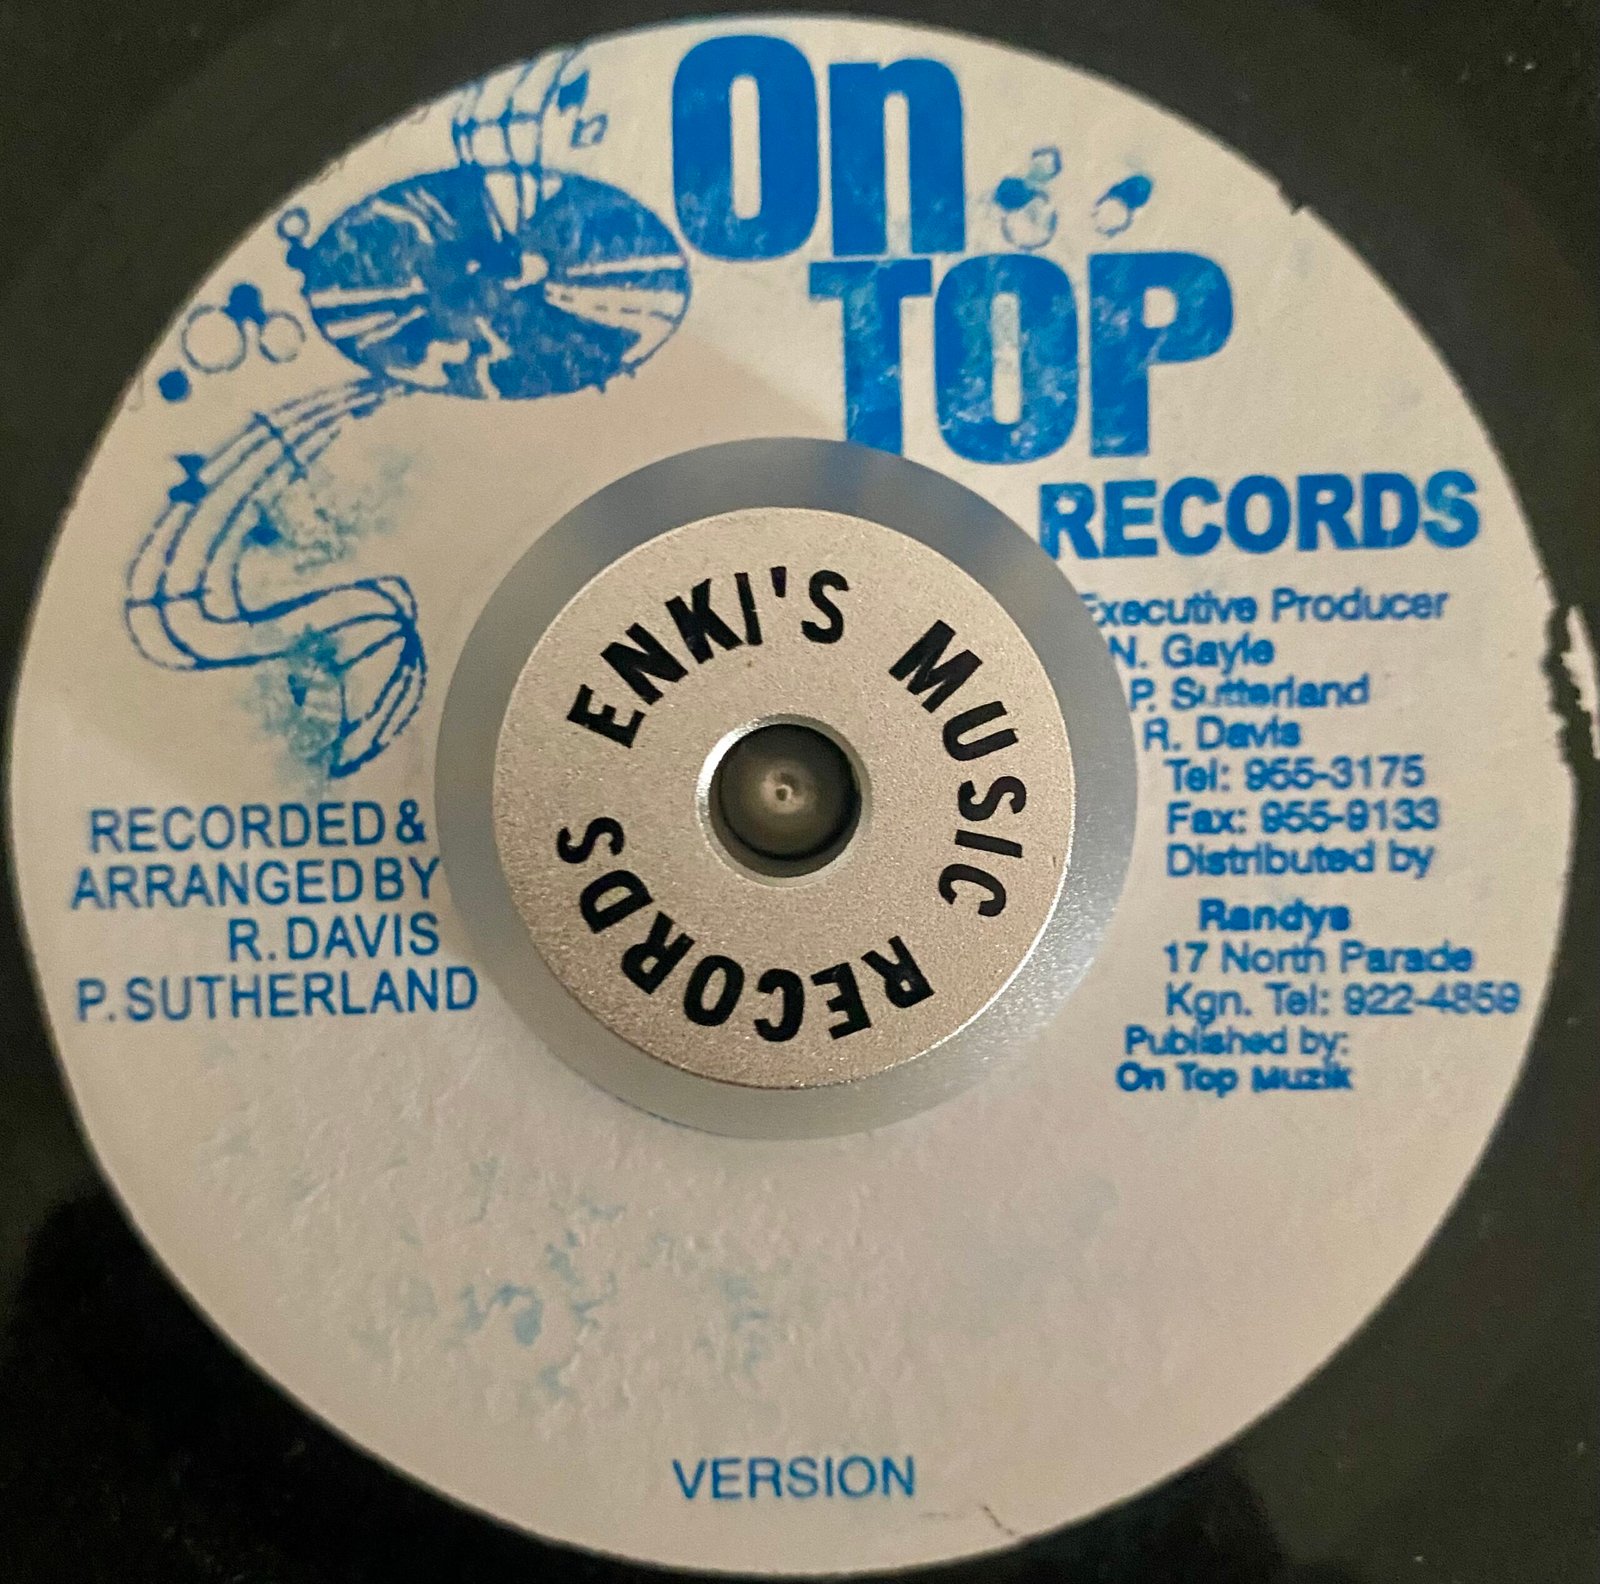 On
TOP
RECORDS
Executive Producer
N. Gayle
P. Sutterland
R. Davis
Tel: 955-3175
Fax: 955-9133
Distributed by
Randys
17 North Parade
Kgn. Tel: 922-4859
Published by:
On Top Muzik
RECORDED &
ARRANGED BY
R. DAVIS
P. SUTHERLAND
ENKI'S MUSIC RECORDS
VERSION